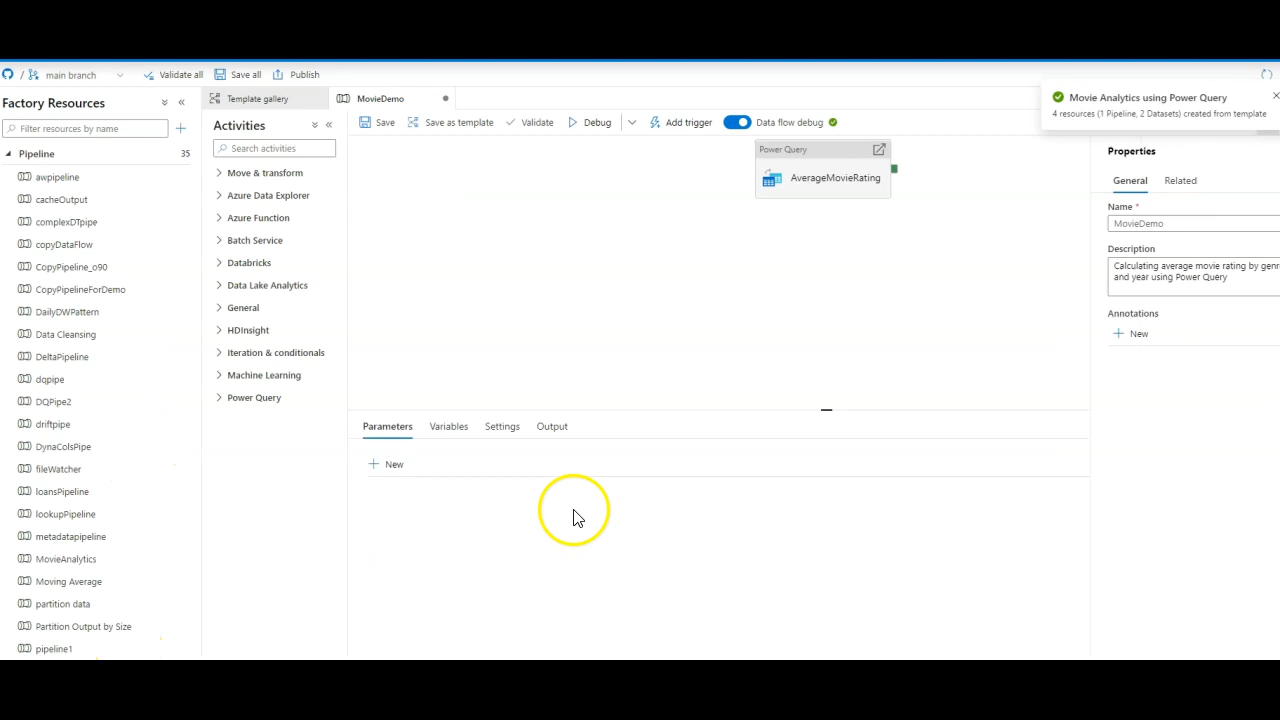 / main branch
Validate all
Save all
Publish
Factory Resources
Filter resources by name
Pipeline 35
awpipeline
cacheOutput
complexDTpipe
copyDataFlow
CopyPipeline_o90
CopyPipelineForDemo
DailyDWPattern
Data Cleansing
DeltaPipeline
dqpipe
DQPipe2
driftpipe
DynaColsPipe
fileWatcher
loansPipeline
lookupPipeline
metadatapipeline
MovieAnalytics
Moving Average
partition data
Partition Output by Size
pipeline1
Template gallery
MovieDemo
Activities
Search activities
Move & transform
Azure Data Explorer
Azure Function
Batch Service
Databricks
Data Lake Analytics
General
HDInsight
Iteration & conditionals
Machine Learning
Power Query
Save
Save as template
Validate
Debug
Add trigger
Data flow debug
Power Query
AverageMovieRating
Parameters
Variables
Settings
Output
New
Movie Analytics using Power Query
4 resources (1 Pipeline, 2 Datasets) created from template
Properties
General
Related
Name *
MovieDemo
Description
Calculating average movie rating by genr
and year using Power Query
Annotations
New